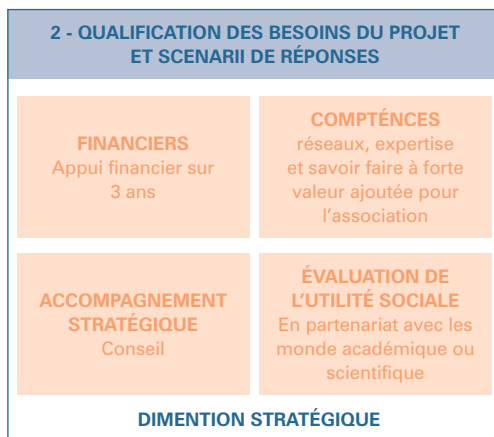 2 - QUALIFICATION DES BESOINS DU PROJET
ET SCENARII DE RÉPONSES
FINANCIERS
Appui financier sur
3 ans
COMPTÉNCES
réseaux, expertise
et savoir faire à forte
valeur ajoutée pour
l'association
ACCOMPAGNEMENT
STRATÉGIQUE
Conseil
ÉVALUATION DE
L'UTILITÉ SOCIALE
En partenariat avec les
monde académique ou
scientifique
DIMENTION STRATÉGIQUE